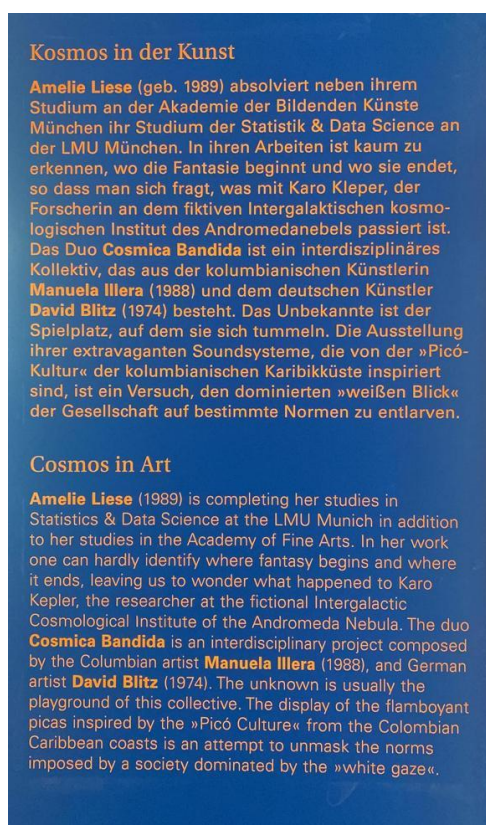 Kosmos in der Kunst
Amelie Liese (geb. 1989) absolviert neben ihrem
Studium an der Akademie der Bildenden Künste
München ihr Studium der Statistik & Data Science an
der LMU München. In ihren Arbeiten ist kaum zu
erkennen, wo die Fantasie beginnt und wo sie endet,
so dass man sich fragt, was mit Karo Kleper, der
Forscherin an dem fiktiven Intergalaktischen kosmo-
logischen Institut des Andromedanebels passiert ist.
Das Duo Cosmica Bandida ist ein interdisziplinäres
Kollektiv, das aus der kolumbianischen Künstlerin
Manuela Illera (1988) und dem deutschen Künstler
David Blitz (1974) besteht. Das Unbekannte ist der
Spielplatz, auf dem sie sich tummeln. Die Ausstellung
ihrer extravaganten Soundsysteme, die von der »Picó-
Kultur« der kolumbianischen Karibikküste inspiriert
sind, ist ein Versuch, den dominierten »weißen Blick«
der Gesellschaft auf bestimmte Normen zu entlarven.
Cosmos in Art
Amelie Liese (1989) is completing her studies in
Statistics & Data Science at the LMU Munich in addition
to her studies in the Academy of Fine Arts. In her work
one can hardly identify where fantasy begins and where
it ends, leaving us to wonder what happened to Karo
Kepler, the researcher at the fictional Intergalactic
Cosmological Institute of the Andromeda Nebula. The duo
Cosmica Bandida is an interdisciplinary project composed
by the Columbian artist Manuela Illera (1988), and German
artist David Blitz (1974). The unknown is usually the
playground of this collective. The display of the flamboyant
picas inspired by the »Picó Culture« from the Colombian
Caribbean coasts is an attempt to unmask the norms
imposed by a society dominated by the »white gaze«.